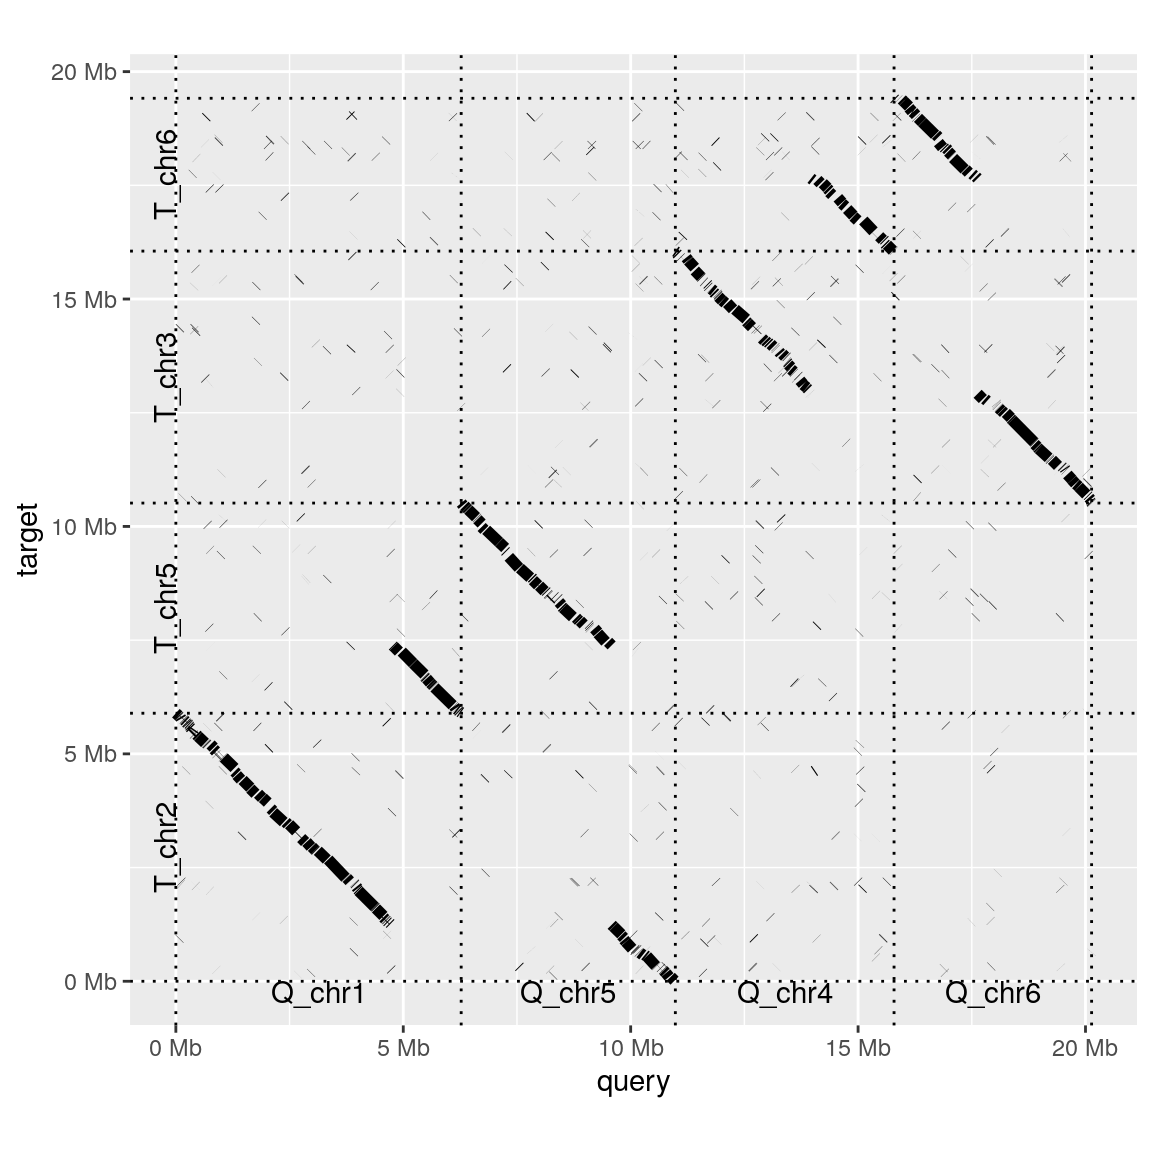 20 Mb
T_chr6
15 Mb
T_chr3
10 Mb
target
T_chr5
5 Mb
T_chr2
0 Mb
Q_chr1 Q_chr5 Q_chr4 Q_chr6
0 Mb 5 Mb 10 Mb 15 Mb 20 Mb
query